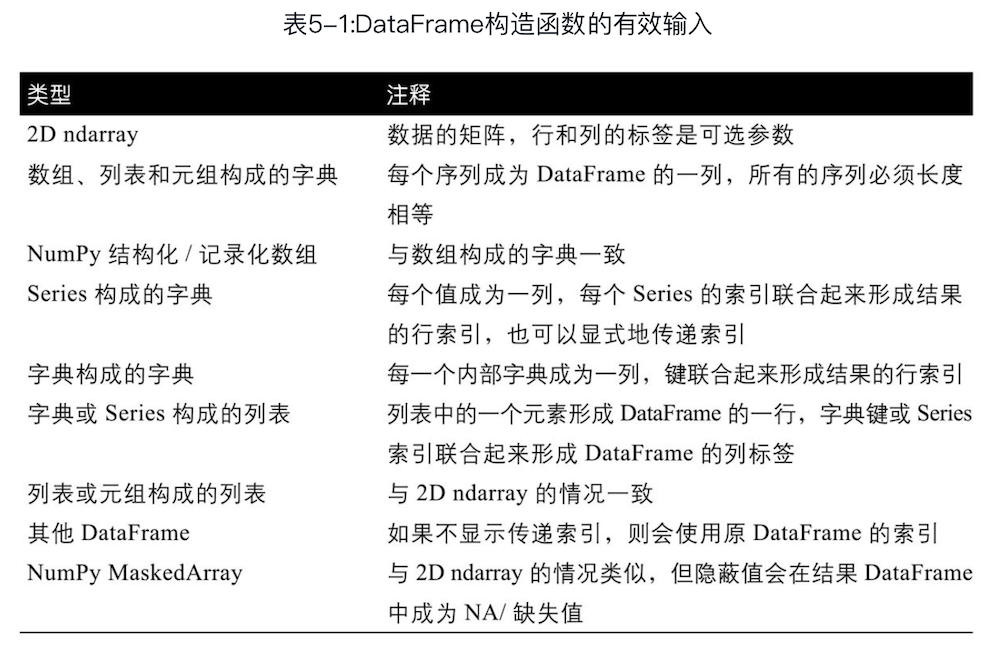 表5-1:DataFrame构造函数的有效输入
类型 注释
2D ndarray 数据的矩阵，行和列的标签是可选参数
数组、列表和元组构成的字典 每个序列成为 DataFrame 的一列，所有的序列必须长度
相等
NumPy 结构化 / 记录化数组 与数组构成的字典一致
Series 构成的字典 每个值成为一列，每个 Series 的索引联合起来形成结果
的行索引，也可以显式地传递索引
字典构成的字典 每一个内部字典成为一列，键联合起来形成结果的行索引
字典或 Series 构成的列表 列表中的一个元素形成 DataFrame 的一行，字典键或 Series
索引联合起来形成 DataFrame 的列标签
列表或元组构成的列表 与 2D ndarray 的情况一致
其他 DataFrame 如果不显示传递索引，则会使用原 DataFrame 的索引
NumPy MaskedArray 与 2D ndarray 的情况类似，但隐蔽值会在结果 DataFrame
中成为 NA/ 缺失值